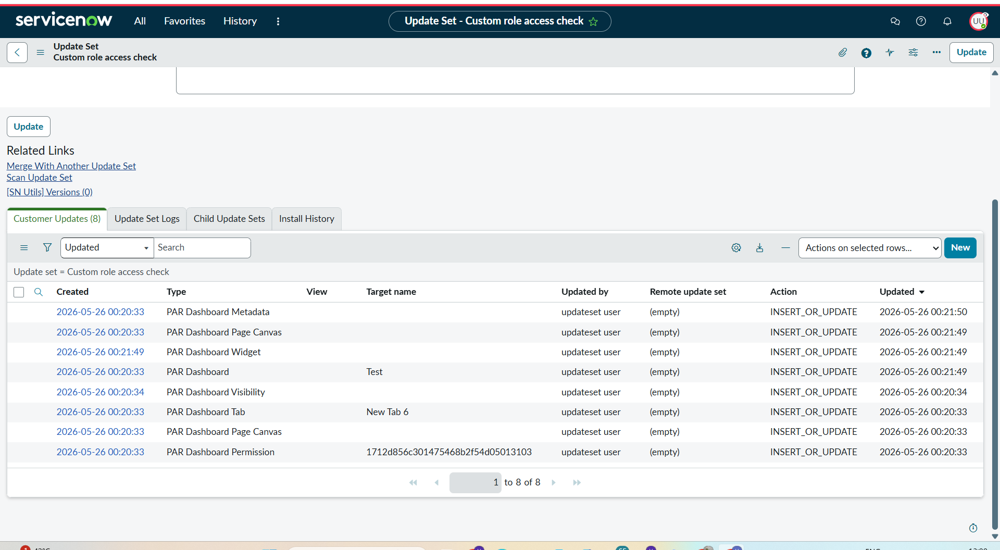 servicenow All Favorites History Update Set - Custom role access check UU
Update Set
Custom role access check
Update
Update
Related Links
Merge With Another Update Set
Scan Update Set
[SN Utils] Versions (0)
Customer Updates (8) Update Set Logs Child Update Sets Install History
Updated Search Actions on selected rows... New
Update set = Custom role access check
Created Type View Target name Updated by Remote update set Action Updated
2026-05-26 00:20:33 PAR Dashboard Metadata updateset user (empty) INSERT_OR_UPDATE 2026-05-26 00:21:50
2026-05-26 00:20:33 PAR Dashboard Page Canvas updateset user (empty) INSERT_OR_UPDATE 2026-05-26 00:21:49
2026-05-26 00:21:49 PAR Dashboard Widget updateset user (empty) INSERT_OR_UPDATE 2026-05-26 00:21:49
2026-05-26 00:20:33 PAR Dashboard Test updateset user (empty) INSERT_OR_UPDATE 2026-05-26 00:21:49
2026-05-26 00:20:34 PAR Dashboard Visibility updateset user (empty) INSERT_OR_UPDATE 2026-05-26 00:20:34
2026-05-26 00:20:33 PAR Dashboard Tab New Tab 6 updateset user (empty) INSERT_OR_UPDATE 2026-05-26 00:20:33
2026-05-26 00:20:33 PAR Dashboard Page Canvas updateset user (empty) INSERT_OR_UPDATE 2026-05-26 00:20:33
2026-05-26 00:20:33 PAR Dashboard Permission 1712d856c301475468b2f54d05013103 updateset user (empty) INSERT_OR_UPDATE 2026-05-26 00:20:33
1 to 8 of 8